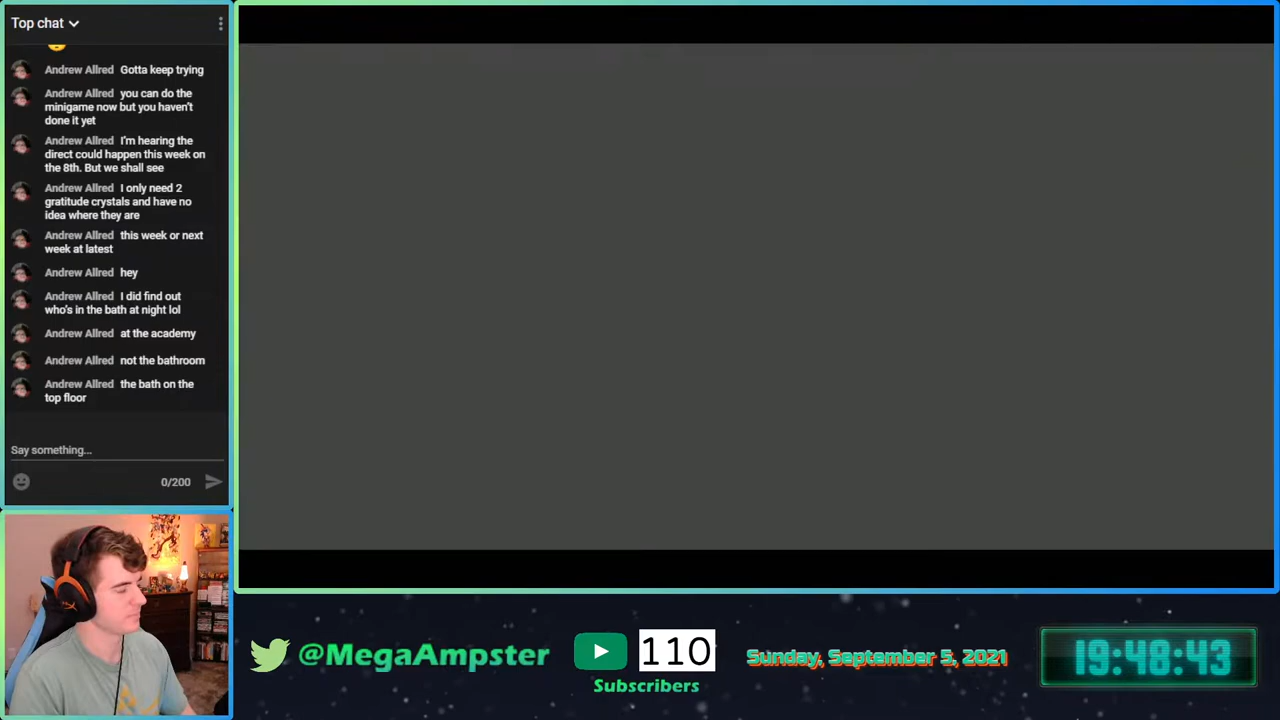 Top chat
Andrew Allred Gotta keep trying
Andrew Allred you can do the
minigame now but you haven't
done it yet
Andrew Allred I'm hearing the
direct could happen this week on
the 8th. But we shall see
Andrew Allred I only need 2
gratitude crystals and have no
idea where they are
Andrew Allred this week or next
week at latest
Andrew Allred hey
Andrew Allred I did find out
who's in the bath at night lol
Andrew Allred at the academy
Andrew Allred not the bathroom
Andrew Allred the bath on the
top floor
Say something...
0/200
@MegaAmpster
110
Subscribers
Sunday, September 5, 2021
19:48:43